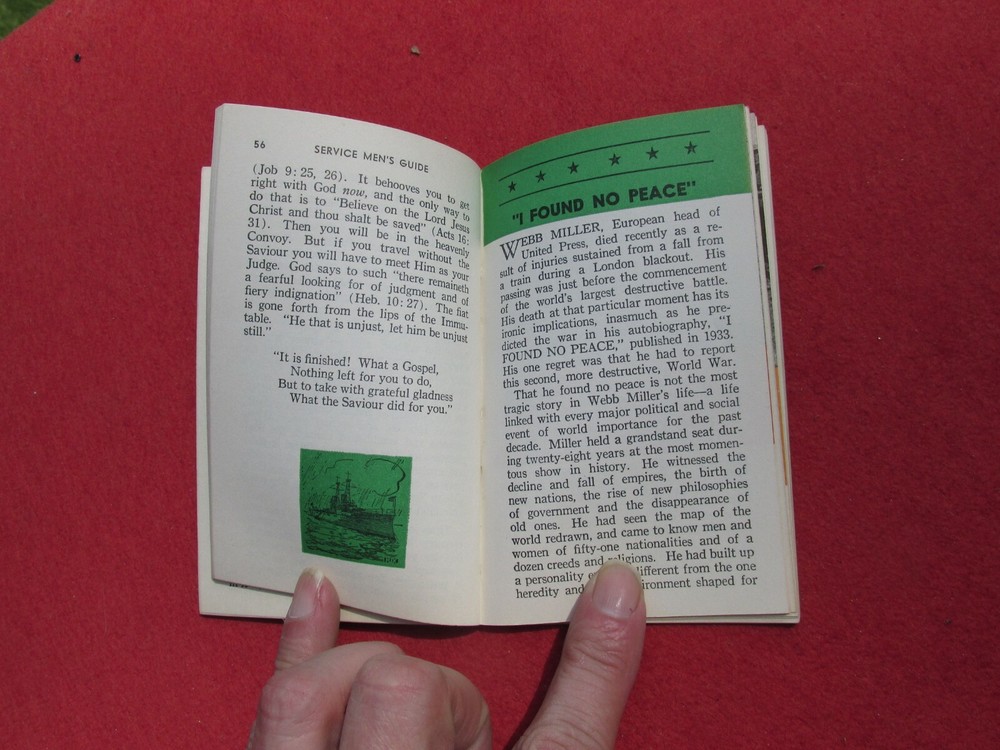 56
SERVICE MEN'S GUIDE
(Job 9:25, 26). It behooves you to get
right with God now, and the only way to
do that is to "Believe on the Lord Jesus
Christ and thou shalt be saved" (Acts 16:
31). Then you will be in the heavenly
Convoy. But if you travel without the
Saviour you will have to meet Him as your
Judge. God says to such "there remaineth
a fearful looking for of judgment and of
fiery indignation" (Heb. 10:27). The fiat
is gone forth from the lips of the Immu-
table. "He that is unjust, let him be unjust
still."
"It is finished! What a Gospel,
Nothing left for you to do,
But to take with grateful gladness
What the Saviour did for you."
"I FOUND NO PEACE"
WEBB MILLER, European head of
United Press, died recently as a re-
sult of injuries sustained from a fall from
a train during a London blackout. His
passing was just before the commencement
of the world's largest destructive battle.
His death at that particular moment has its
ironic implications, inasmuch as he pre-
dicted the war in his autobiography, "I
FOUND NO PEACE," published in 1933.
His one regret was that he had to report
this second, more destructive, World War.
That he found no peace is not the most
tragic story in Webb Miller's life—a life
linked with every major political and social
event of world importance for the past
decade. Miller held a grandstand seat dur-
ing twenty-eight years at the most momen-
tous show in history. He witnessed the
decline and fall of empires, the birth of
new nations, the rise of new philosophies
of government and the disappearance of
old ones. He had seen the map of the
world redrawn, and came to know men and
women of fifty-one nationalities and of a
dozen creeds and religions. He had built up
a personality different from the one
heredity and shaped for